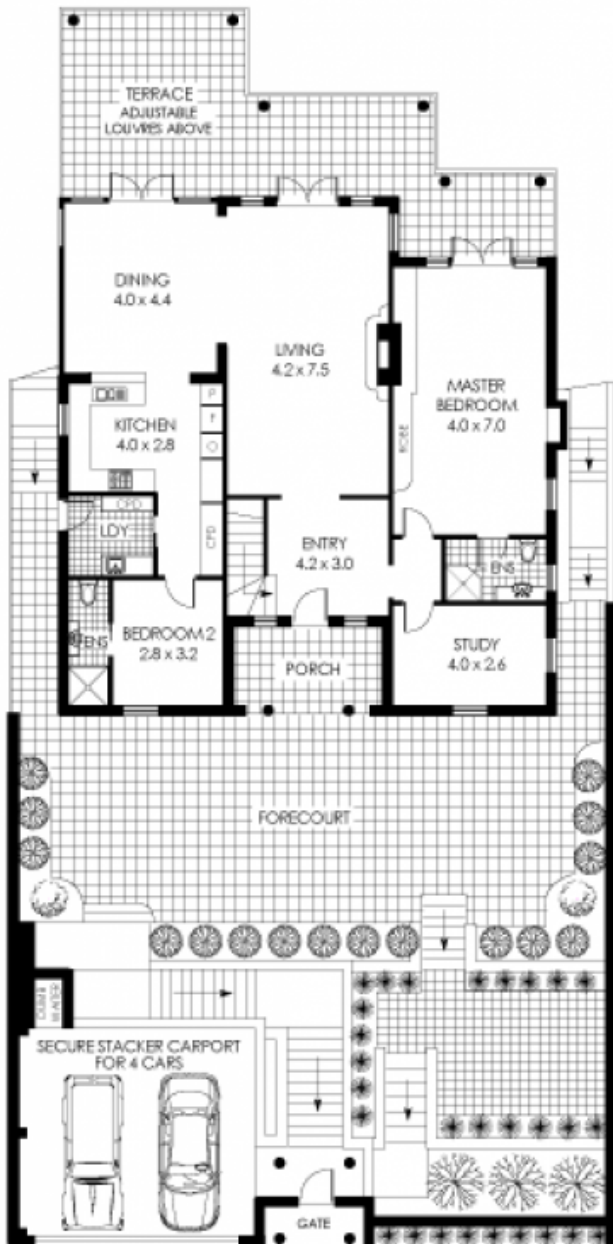 TERRACE
ADJUSTABLE
LOUVRES ABOVE
DINING
4.0 x 4.4
LIVING
4.2 x 7.5
MASTER
BEDROOM
4.0 x 7.0
ROBE
KITCHEN
4.0 x 2.8
P
F
O
CPD
LDY
CPD
ENTRY
4.2 x 3.0
ENS
ENS
BEDROOM 2
2.8 x 3.2
PORCH
STUDY
4.0 x 2.6
FORECOURT
DUMB
WAITER
SECURE STACKER CARPORT
FOR 4 CARS
GATE